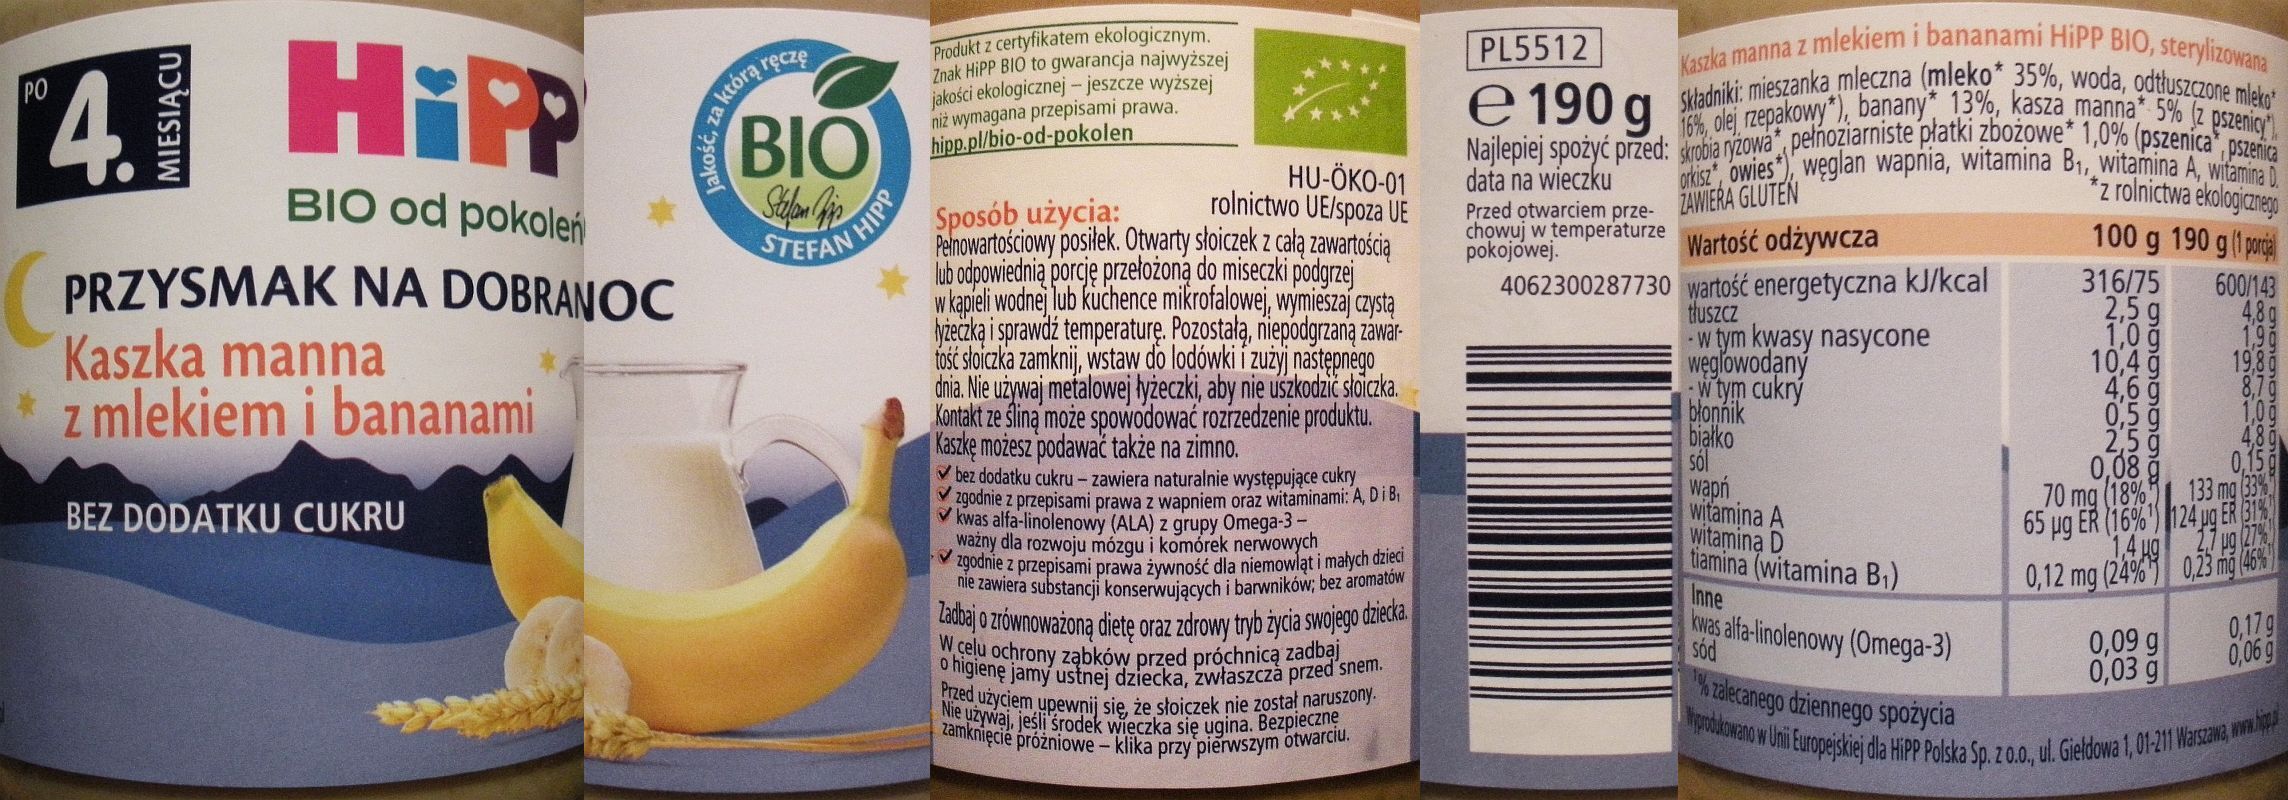 PO
4.
MIESIĄCU
HiPP
BIO od pokoleń
PRZYSMAK NA DOBRANOC
Kaszka manna
z mlekiem i bananami
BEZ DODATKU CUKRU
Jakość, za którą ręczę
BIO
Stefan Hipp
STEFAN HIPP
Produkt z certyfikatem ekologicznym.
Znak HiPP BIO to gwarancja najwyższej
jakości ekologicznej – jeszcze wyższej
niż wymagana przepisami prawa.
hipp.pl/bio-od-pokolen
HU-ÖKO-01
rolnictwo UE/spoza UE
Sposób użycia:
Pełnowartościowy posiłek. Otwarty słoiczek z całą zawartością
lub odpowiednią porcję przełożoną do miseczki podgrzej
w kąpieli wodnej lub kuchence mikrofalowej, wymieszaj czystą
łyżeczką i sprawdź temperaturę. Pozostałą, niepodgrzaną zawar-
tość słoiczka zamknij, wstaw do lodówki i zużyj następnego
dnia. Nie używaj metalowej łyżeczki, aby nie uszkodzić słoiczka.
Kontakt ze śliną może spowodować rozrzedzenie produktu.
Kaszkę możesz podawać także na zimno.
✓ bez dodatku cukru – zawiera naturalnie występujące cukry
✓ zgodnie z przepisami prawa z wapniem oraz witaminami: A, D i B₁
✓ kwas alfa-linolenowy (ALA) z grupy Omega-3 –
ważny dla rozwoju mózgu i komórek nerwowych
✓ zgodnie z przepisami prawa żywność dla niemowląt i małych dzieci
nie zawiera substancji konserwujących i barwników; bez aromatów
Zadbaj o zrównoważoną dietę oraz zdrowy tryb życia swojego dziecka.
W celu ochrony ząbków przed próchnicą zadbaj
o higienę jamy ustnej dziecka, zwłaszcza przed snem.
Przed użyciem upewnij się, że słoiczek nie został naruszony.
Nie używaj, jeśli środek wieczka się ugina. Bezpieczne
zamknięcie próżniowe – klika przy pierwszym otwarciu.
PL5512
e 190 g
Najlepiej spożyć przed:
data na wieczku
Przed otwarciem prze-
chowuj w temperaturze
pokojowej.
4062300287730
Kaszka manna z mlekiem i bananami HiPP BIO, sterylizowana
Składniki: mieszanka mleczna (mleko* 35%, woda, odtłuszczone mleko*
16%, olej rzepakowy*), banany* 13%, kasza manna* 5% (z pszenicy*),
skrobia ryżowa*, pełnoziarniste płatki zbożowe* 1,0% (pszenica*, pszenica
orkisz*, owies*), węglan wapnia, witamina B₁, witamina A, witamina D.
ZAWIERA GLUTEN *z rolnictwa ekologicznego
Wartość odżywcza 100 g 190 g (1 porcja)
wartość energetyczna kJ/kcal 316/75 600/143
tłuszcz 2,5 g 4,8 g
- w tym kwasy nasycone 1,0 g 1,9 g
węglowodany 10,4 g 19,8 g
- w tym cukry 4,6 g 8,7 g
błonnik 0,5 g 1,0 g
białko 2,5 g 4,8 g
sól 0,08 g 0,15 g
wapń 70 mg (18%¹) 133 mg (33%¹)
witamina A 65 µg ER (16%¹) 124 µg ER (31%¹)
witamina D 1,4 µg 2,7 µg (27%¹)
tiamina (witamina B₁) 0,12 mg (24%¹) 0,23 mg (46%¹)
Inne
kwas alfa-linolenowy (Omega-3) 0,09 g 0,17 g
sód 0,03 g 0,06 g
¹% zalecanego dziennego spożycia
Wyprodukowano w Unii Europejskiej dla HiPP Polska Sp. z o.o., ul. Giełdowa 1, 01-211 Warszawa, www.hipp.pl